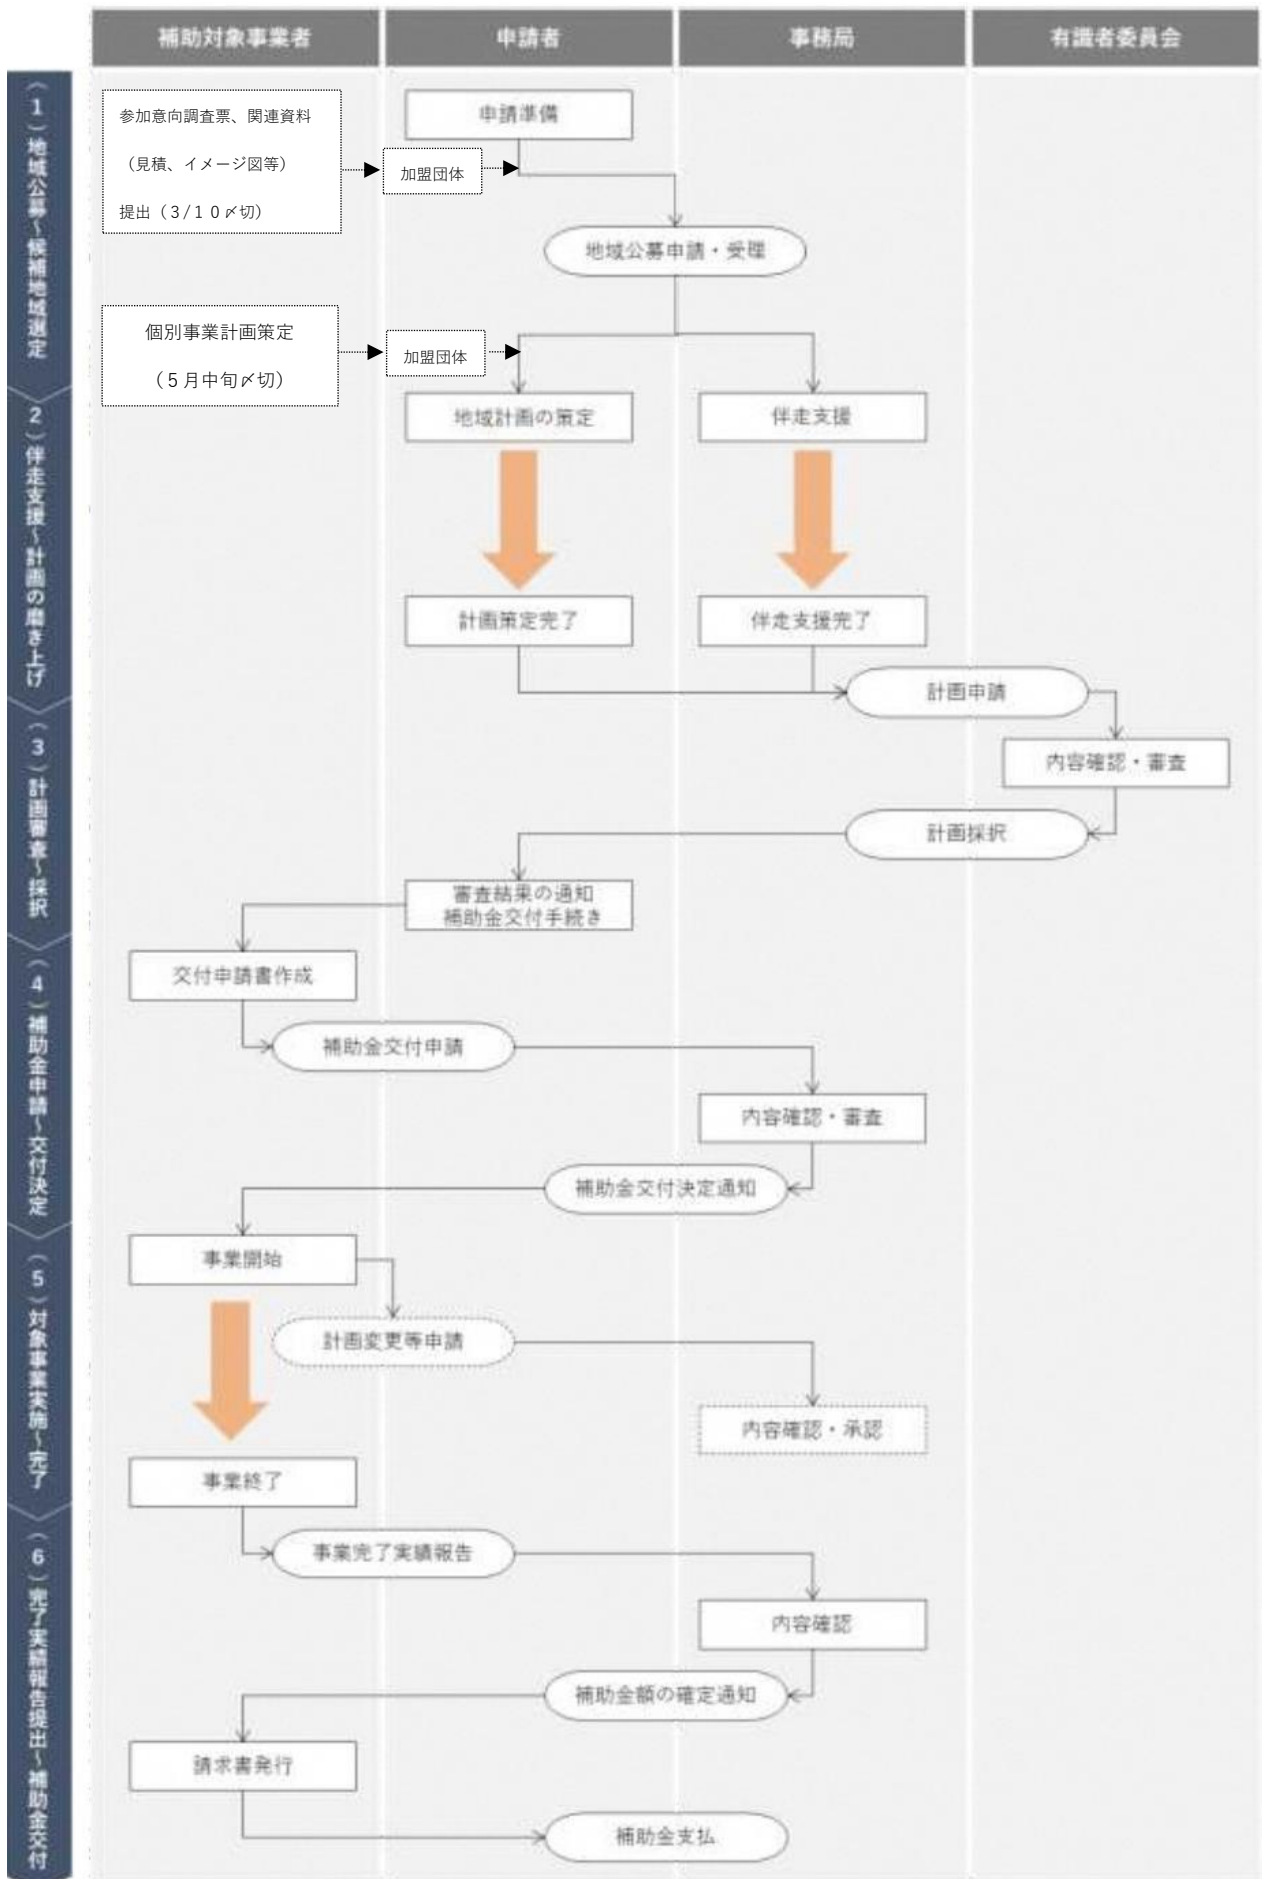 補助対象事業者
申請者
事務局
有識者委員会
（1）地域公募～候補地域選定
参加意向調査票、関連資料
（見積、イメージ図等）
提出（3/10〆切）
加盟団体
申請準備
地域公募申請・受理
個別事業計画策定
（5月中旬〆切）
加盟団体
2）伴走支援～計画の磨き上げ
地域計画の策定
伴走支援
計画策定完了
伴走支援完了
計画申請
（3）計画審査～採択
内容確認・審査
計画採択
審査結果の通知
補助金交付手続き
（4）補助金申請～交付決定
交付申請書作成
補助金交付申請
内容確認・審査
補助金交付決定通知
（5）対象事業実施～完了
事業開始
計画変更等申請
内容確認・承認
事業終了
（6）完了実績報告提出～補助金交付
事業完了実績報告
内容確認
補助金額の確定通知
請求書発行
補助金支払